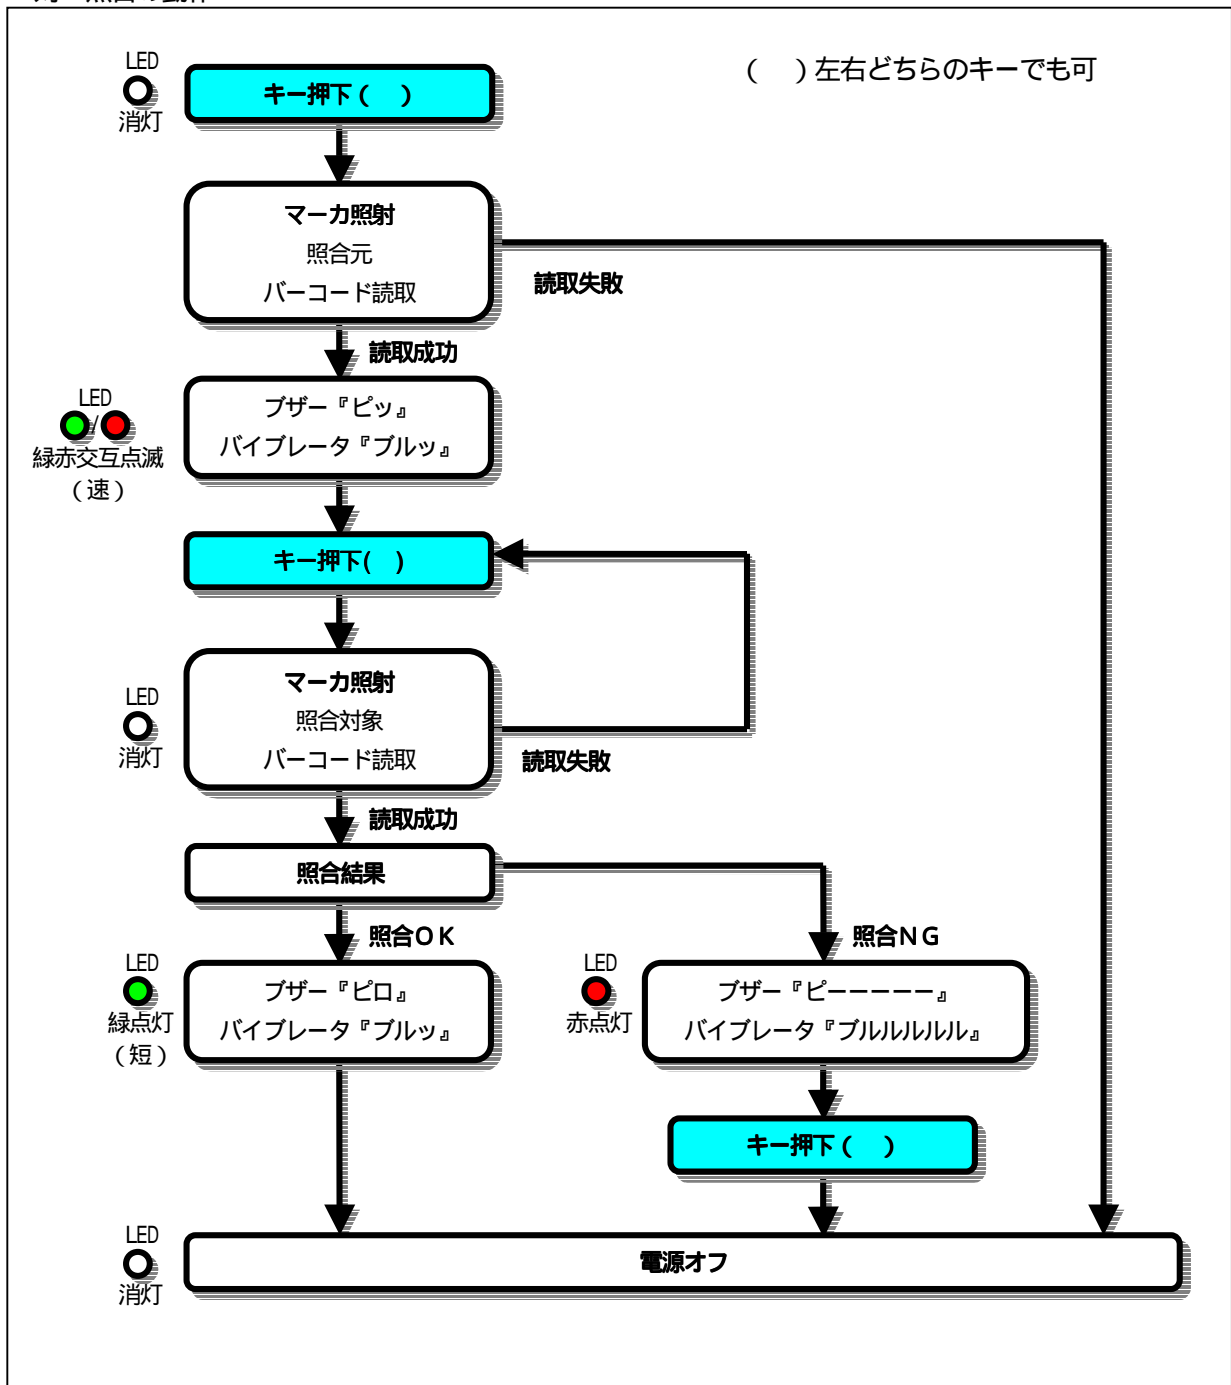 LED
消灯
キー押下（　）
（　）左右どちらのキーでも可
マーカ照射
照合元
バーコード読取
読取失敗
読取成功
LED
/
緑赤交互点滅
（速）
ブザー『ピッ』
バイブレータ『ブルッ』
キー押下(　)
LED
消灯
マーカ照射
照合対象
バーコード読取
読取失敗
読取成功
照合結果
照合ＯＫ
照合ＮＧ
LED
緑点灯
（短）
ブザー『ピロ』
バイブレータ『ブルッ』
LED
赤点灯
ブザー『ピーーーーー』
バイブレータ『ブルルルルル』
キー押下（　）
LED
消灯
電源オフ